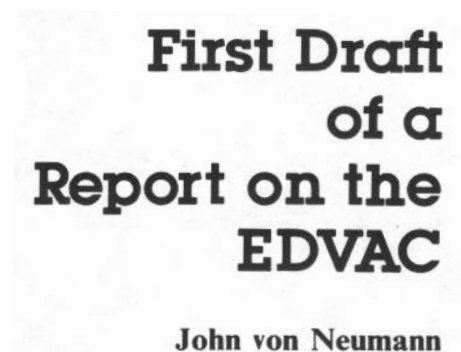 First Draft
of a
Report on the
EDVAC
John von Neumann